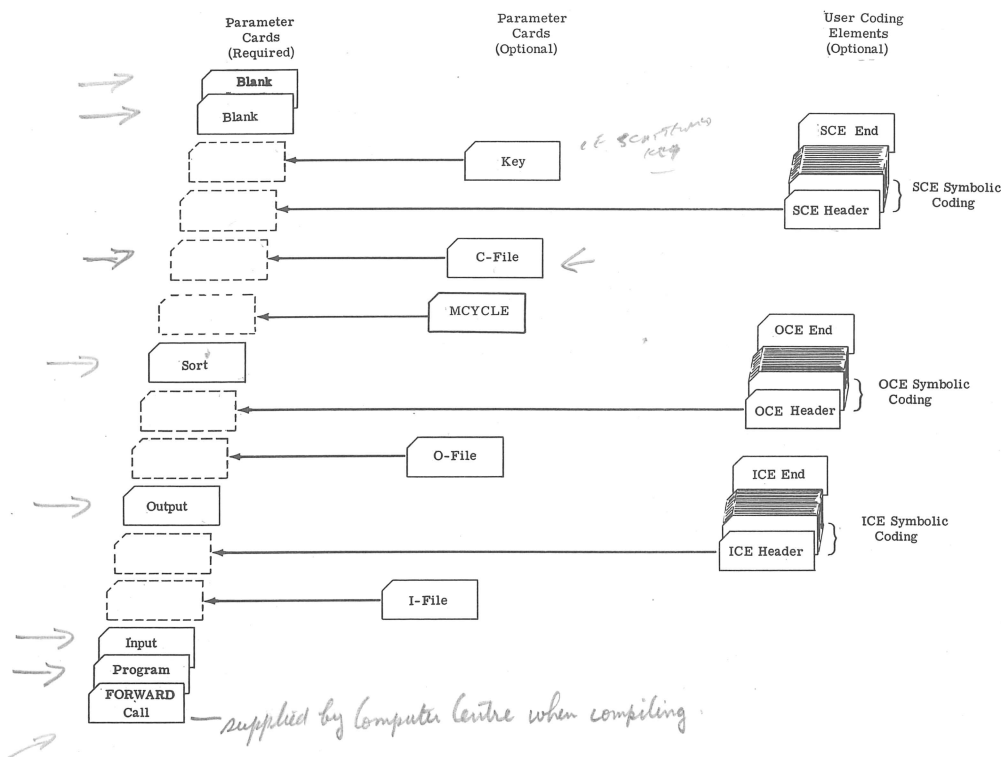 Parameter
Cards
(Required)
Parameter
Cards
(Optional)
User Coding
Elements
(Optional)
Blank
Blank
Key
KEY
SCE End
SCE Symbolic
Coding
SCE Header
C-File
MCYCLE
Sort
OCE End
OCE Symbolic
Coding
OCE Header
O-File
Output
ICE End
ICE Symbolic
Coding
ICE Header
I-File
Input
Program
FORWARD
Call
supplied by Computer Centre when compiling